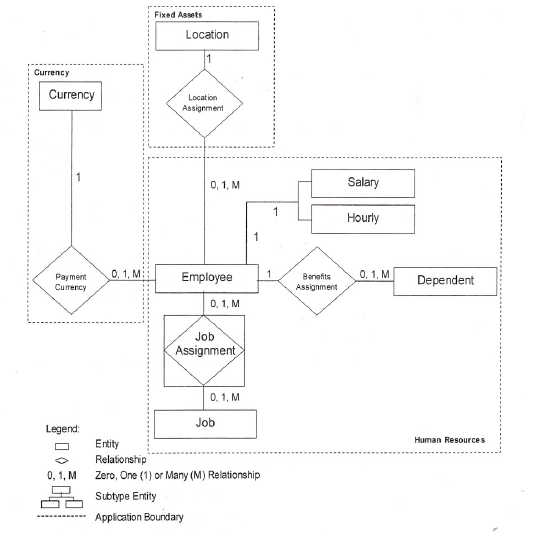 Fixed Assets
Location
1
Location
Assignment
Currency
Currency
1
0, 1, M
Salary
1
Hourly
1
Payment
Currency
0, 1, M
Employee
1
Benefits
Assignment
0, 1, M
Dependent
0, 1, M
Job
Assignment
0, 1, M
Job
Human Resources
Legend:
Entity
Relationship
0, 1, M Zero, One (1) or Many (M) Relationship
Subtype Entity
Application Boundary